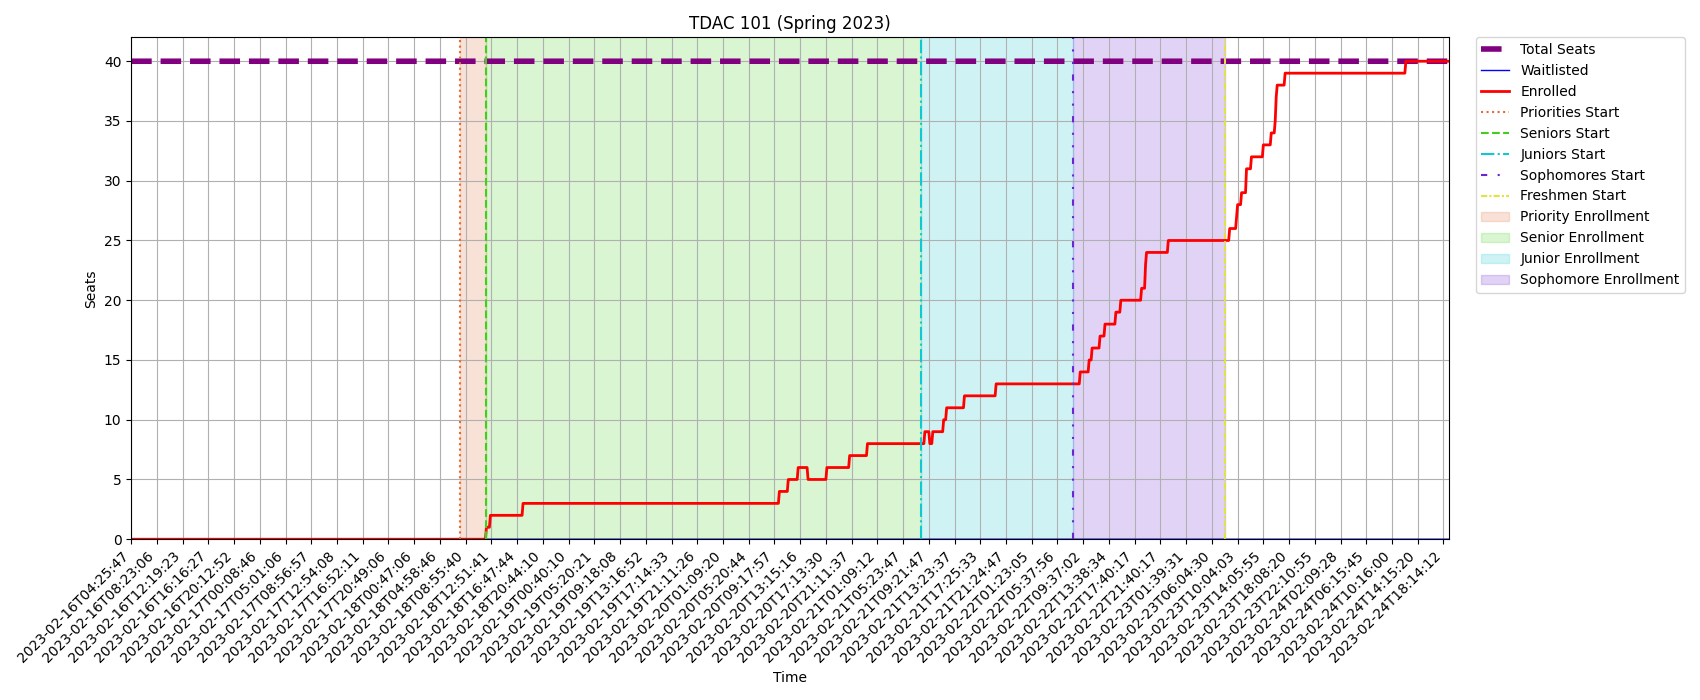 TDAC 101 (Spring 2023)
Seats
40
35
30
25
20
15
10
5
0
2023-02-16T04:25:47
2023-02-16T08:23:06
2023-02-16T12:19:23
2023-02-16T16:16:27
2023-02-16T20:12:52
2023-02-17T00:08:46
2023-02-17T05:01:06
2023-02-17T08:56:57
2023-02-17T12:54:08
2023-02-17T16:52:11
2023-02-17T20:49:06
2023-02-18T00:47:06
2023-02-18T04:58:46
2023-02-18T08:55:40
2023-02-18T12:51:41
2023-02-18T16:47:44
2023-02-18T20:44:10
2023-02-19T00:40:10
2023-02-19T05:20:21
2023-02-19T09:18:08
2023-02-19T13:16:52
2023-02-19T17:14:33
2023-02-19T21:11:26
2023-02-20T01:09:20
2023-02-20T05:20:44
2023-02-20T09:17:57
2023-02-20T13:15:16
2023-02-20T17:13:30
2023-02-20T21:11:37
2023-02-21T01:09:12
2023-02-21T05:23:47
2023-02-21T09:21:47
2023-02-21T13:23:37
2023-02-21T17:25:33
2023-02-21T21:24:47
2023-02-22T01:23:05
2023-02-22T05:37:56
2023-02-22T09:37:02
2023-02-22T13:38:34
2023-02-22T17:40:17
2023-02-22T21:40:17
2023-02-23T01:39:31
2023-02-23T06:04:30
2023-02-23T10:04:03
2023-02-23T14:05:55
2023-02-23T18:08:20
2023-02-23T22:10:55
2023-02-24T02:09:28
2023-02-24T06:15:45
2023-02-24T10:16:00
2023-02-24T14:15:20
2023-02-24T18:14:12
Time
Total Seats
Waitlisted
Enrolled
Priorities Start
Seniors Start
Juniors Start
Sophomores Start
Freshmen Start
Priority Enrollment
Senior Enrollment
Junior Enrollment
Sophomore Enrollment